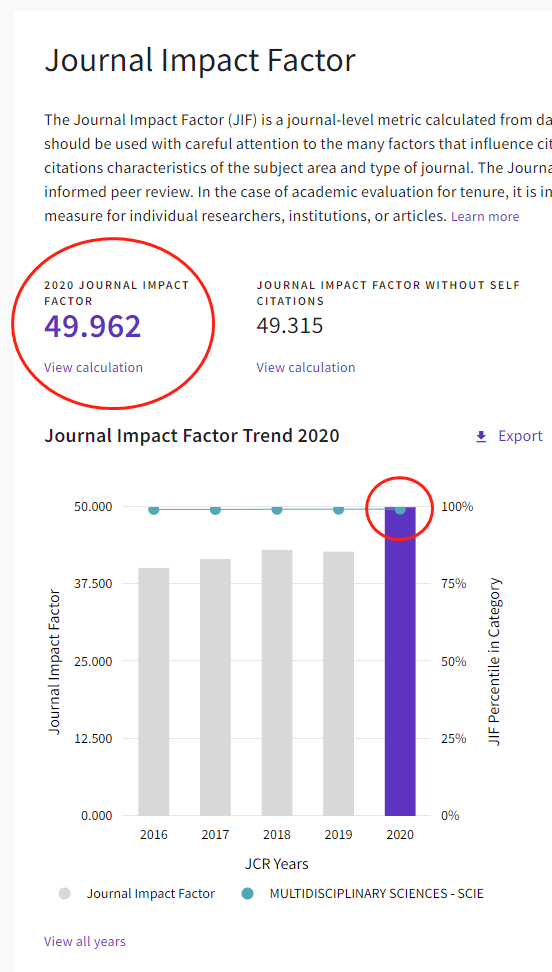 Journal Impact Factor
The Journal Impact Factor (JIF) is a journal-level metric calculated from
should be used with careful attention to the many factors that influence
citations characteristics of the subject area and type of journal. The
informed peer review. In the case of academic evaluation for tenure, it is
measure for individual researchers, institutions, or articles. Learn more
2020 JOURNAL IMPACT
FACTOR
49.962
View calculation
JOURNAL IMPACT FACTOR WITHOUT SELF
CITATIONS
49.315
View calculation
Journal Impact Factor Trend 2020
Export
50.000
37.500
25.000
12.500
0.000
Journal Impact Factor
100%
75%
50%
25%
0%
JIF Percentile in Category
2016 2017 2018 2019 2020
JCR Years
Journal Impact Factor
MULTIDISCIPLINARY SCIENCES - SCIE
View all years